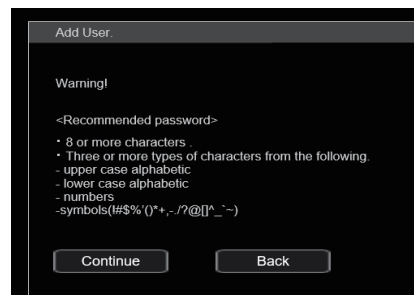 Add User.
Warning!
<Recommended password>
・8 or more characters .
・Three or more types of characters from the following.
- upper case alphabetic
- lower case alphabetic
- numbers
-symbols(!#$%'()*+,-./?@[]^_`~)
Continue
Back